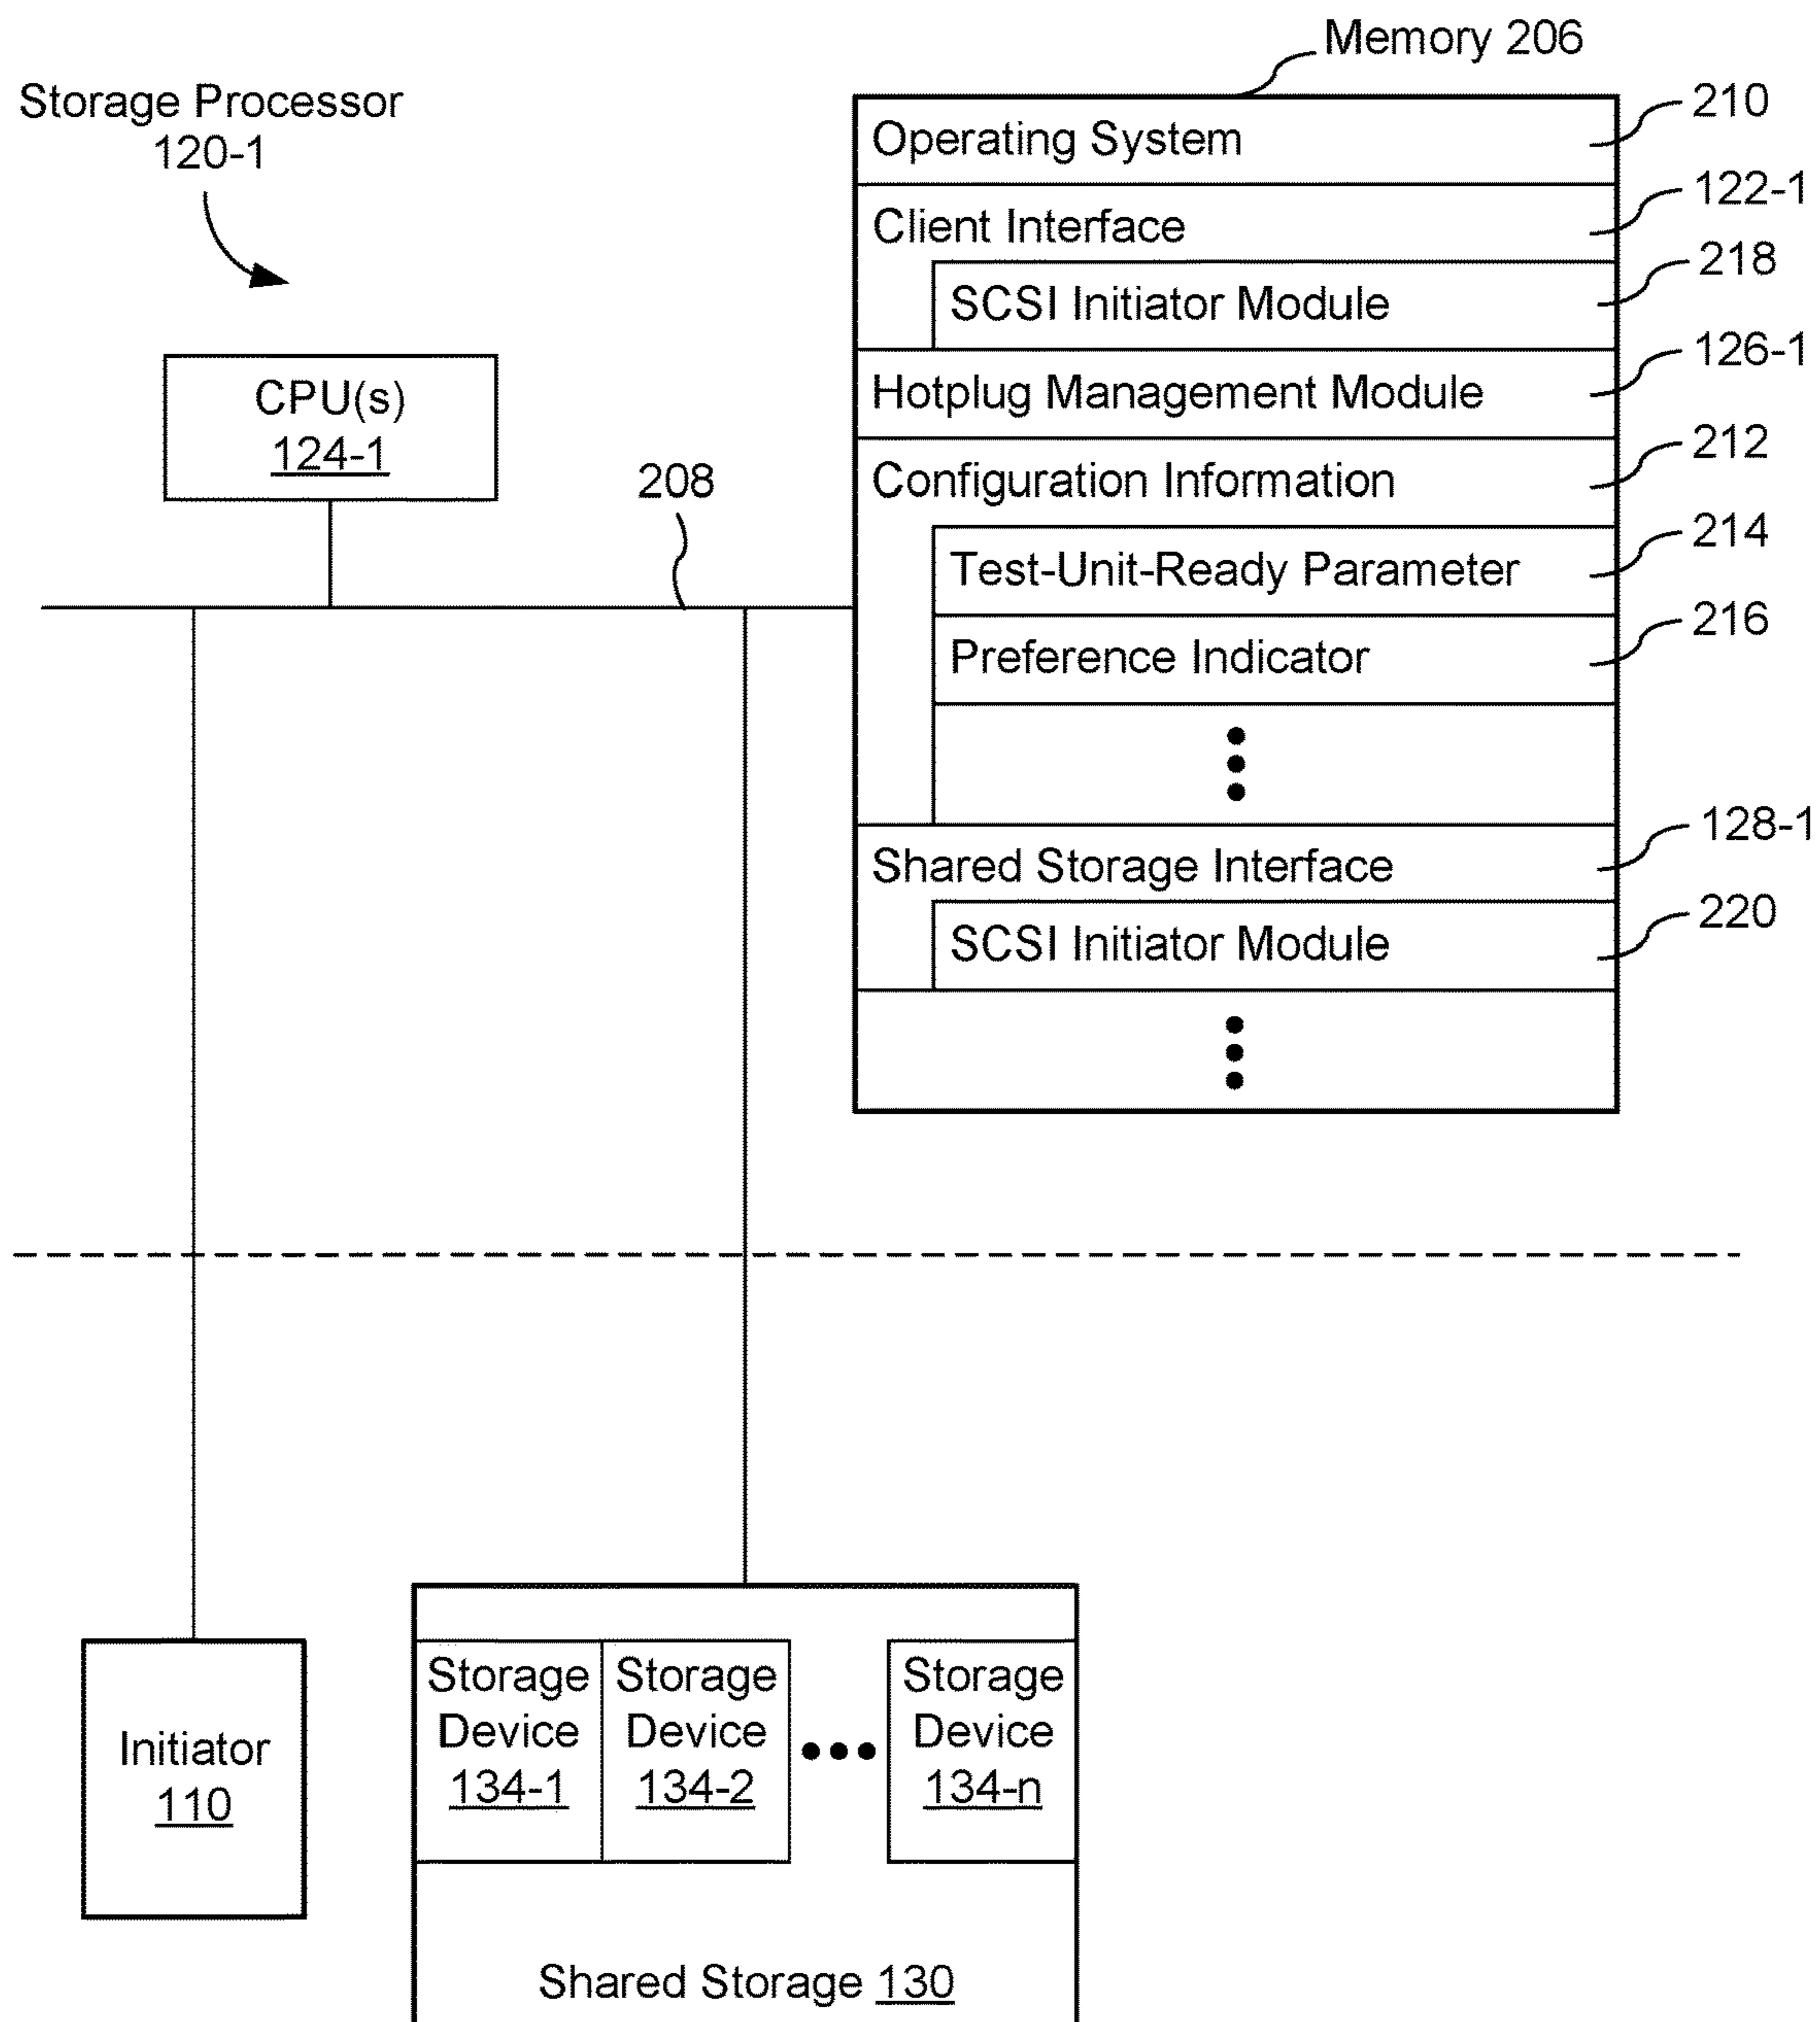 Memory 206
Storage Processor
120-1
Operating System
210
Client Interface
122-1
SCSI Initiator Module
218
Hotplug Management Module
126-1
CPU(s)
124-1
208
Configuration Information
212
Test-Unit-Ready Parameter
214
Preference Indicator
216
Shared Storage Interface
128-1
SCSI Initiator Module
220
Initiator
110
Storage
Device
134-1
Storage
Device
134-2
Storage
Device
134-n
Shared Storage 130